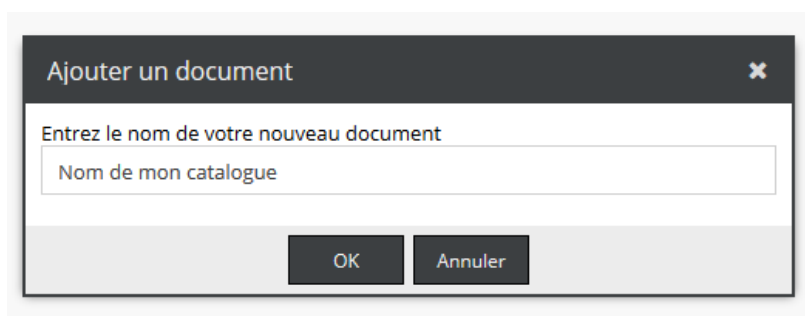 Ajouter un document
Entrez le nom de votre nouveau document
Nom de mon catalogue
OK Annuler